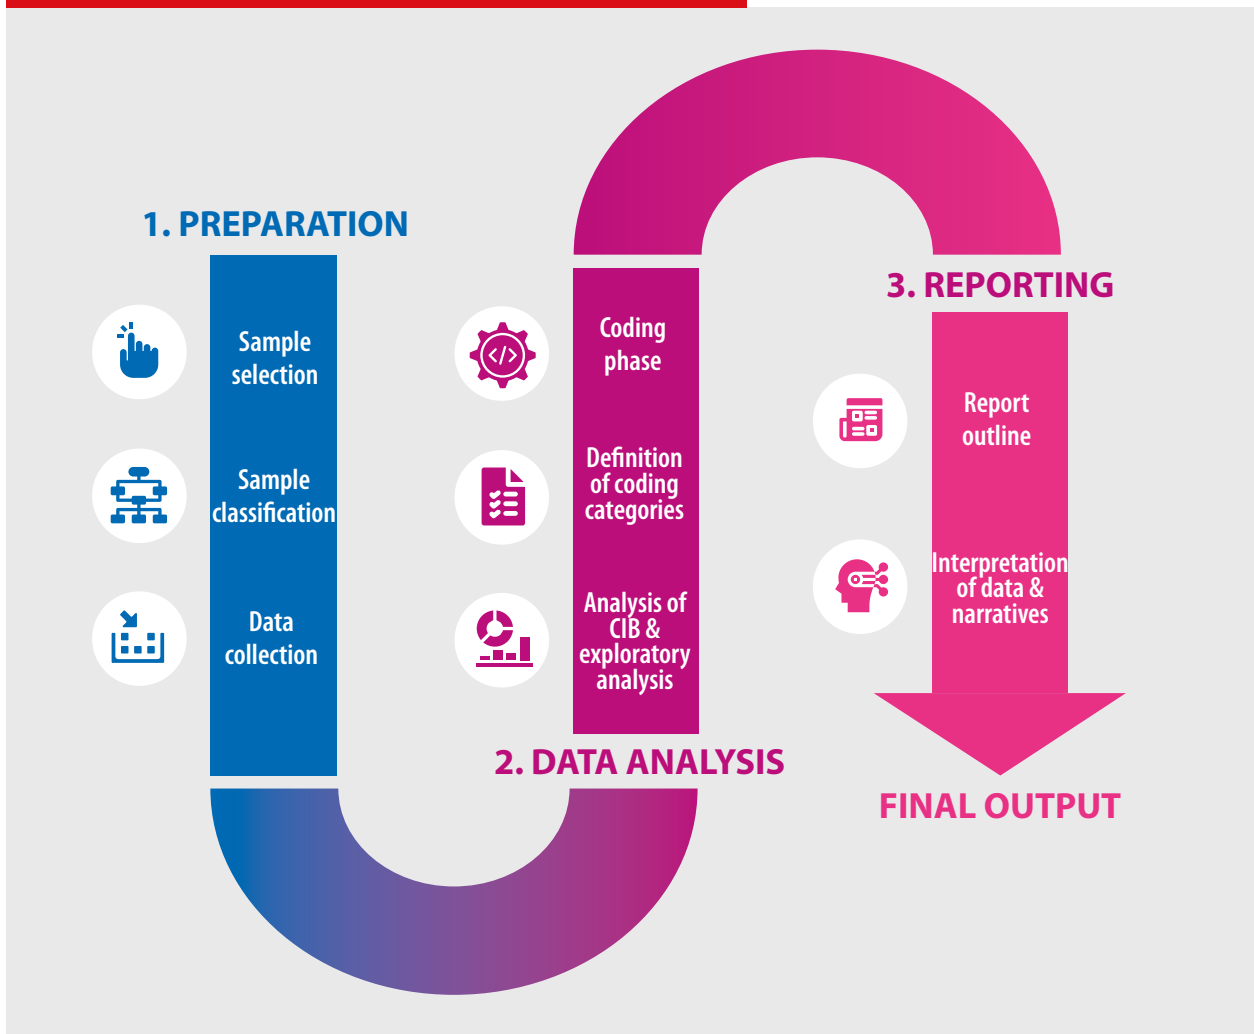 1. PREPARATION
Sample
selection
Sample
classification
Data
collection
2. DATA ANALYSIS
Coding
phase
Definition
of coding
categories
Analysis of
CIB &
exploratory
analysis
3. REPORTING
Report
outline
Interpretation
of data &
narratives
FINAL OUTPUT